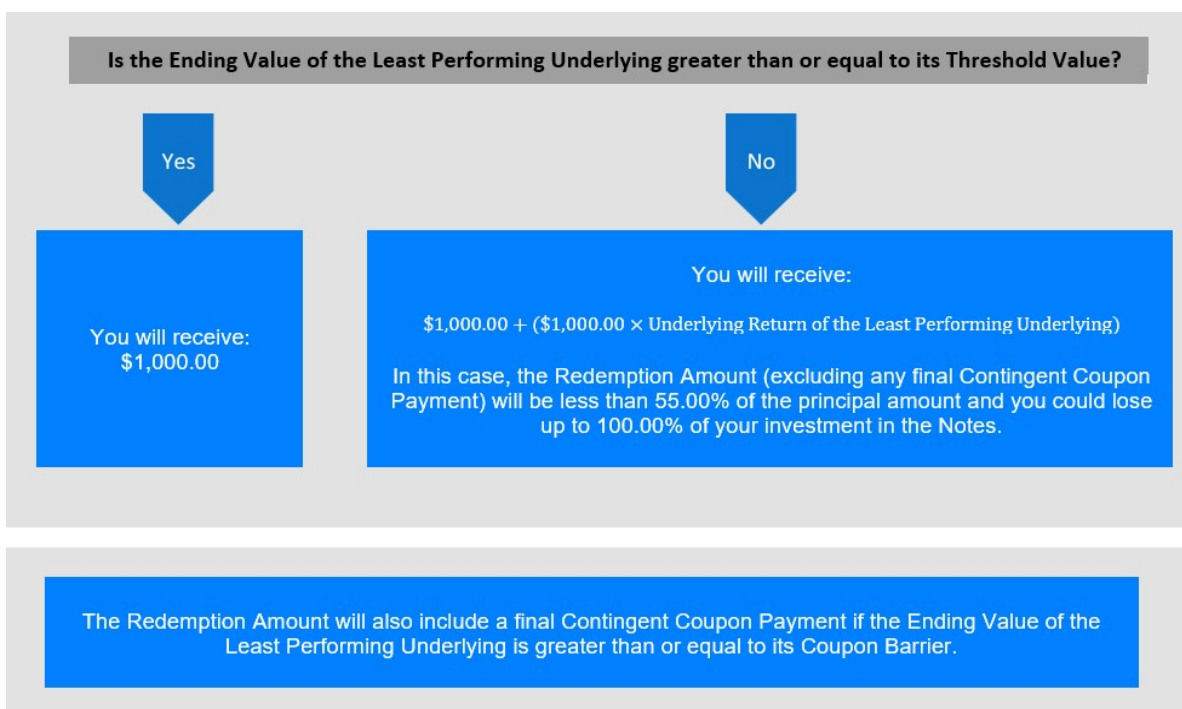 Is the Ending Value of the Least Performing Underlying greater than or equal to its Threshold Value?
Yes
No
You will receive:
$1,000.00
You will receive:
$1,000.00 + ($1,000.00 × Underlying Return of the Least Performing Underlying)
In this case, the Redemption Amount (excluding any final Contingent Coupon
Payment) will be less than 55.00% of the principal amount and you could lose
up to 100.00% of your investment in the Notes.
The Redemption Amount will also include a final Contingent Coupon Payment if the Ending Value of the
Least Performing Underlying is greater than or equal to its Coupon Barrier.